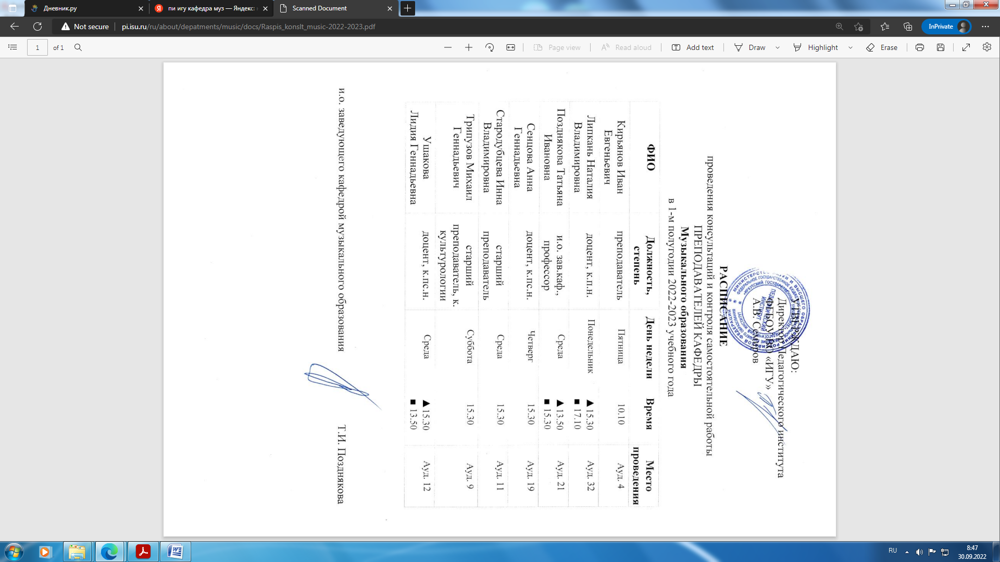 Дневник.ру
пи игу кафедра муз — Яндекс:
Scanned Document
Not secure
pi.isu.ru/ru/about/depatments/music/docs/Raspis_konslt_music-2022-2023.pdf
InPrivate
1
of 1
Page view
Read aloud
Add text
Draw
Highlight
Erase
УТВЕРЖДАЮ:
Директор Педагогического института
ФГБОУ ВО «ИГУ»
А.В. Семиров
РАСПИСАНИЕ
проведения консультаций и контроля самостоятельной работы
ПРЕПОДАВАТЕЛЕЙ КАФЕДРЫ
Музыкального образования
в 1-м полугодии 2022-2023 учебного года
ФИО Должность, степень День недели Время Место проведения
Кирьянов Иван Евгеньевич преподаватель Пятница 10.10 Ауд. 4
Липкань Наталия Владимировна доцент, к.п.н. Понедельник ▲15.30 ■ 17.10 Ауд. 32
Позднякова Татьяна Ивановна и.о. зав.каф., профессор Среда ▲13.50 ■ 15.30 Ауд. 21
Сенцова Анна Геннадьевна доцент, к.пс.н. Четверг 15.30 Ауд. 19
Стародубцева Инна Владимировна старший преподаватель Среда 15.30 Ауд. 11
Трипузов Михаил Геннадьевич старший преподаватель, к. культурологии Суббота 15.30 Ауд. 9
Ушакова Лидия Геннадьевна доцент, к.пс.н. Среда ▲15.30 ■ 13.50 Ауд. 12
и.о. заведующего кафедрой музыкального образования Т.И. Позднякова
RU
8:47
30.09.2022